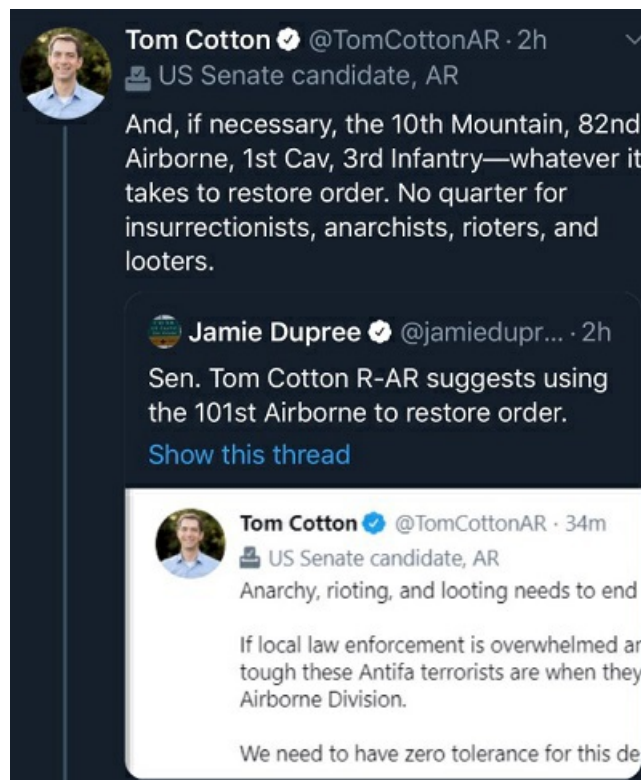 Tom Cotton @TomCottonAR · 2h
US Senate candidate, AR
And, if necessary, the 10th Mountain, 82nd
Airborne, 1st Cav, 3rd Infantry—whatever it
takes to restore order. No quarter for
insurrectionists, anarchists, rioters, and
looters.
Jamie Dupree @jamiedupr... · 2h
Sen. Tom Cotton R-AR suggests using
the 101st Airborne to restore order.
Show this thread
Tom Cotton @TomCottonAR · 34m
US Senate candidate, AR
Anarchy, rioting, and looting needs to end
If local law enforcement is overwhelmed
tough these Antifa terrorists are when they
Airborne Division.
We need to have zero tolerance for this